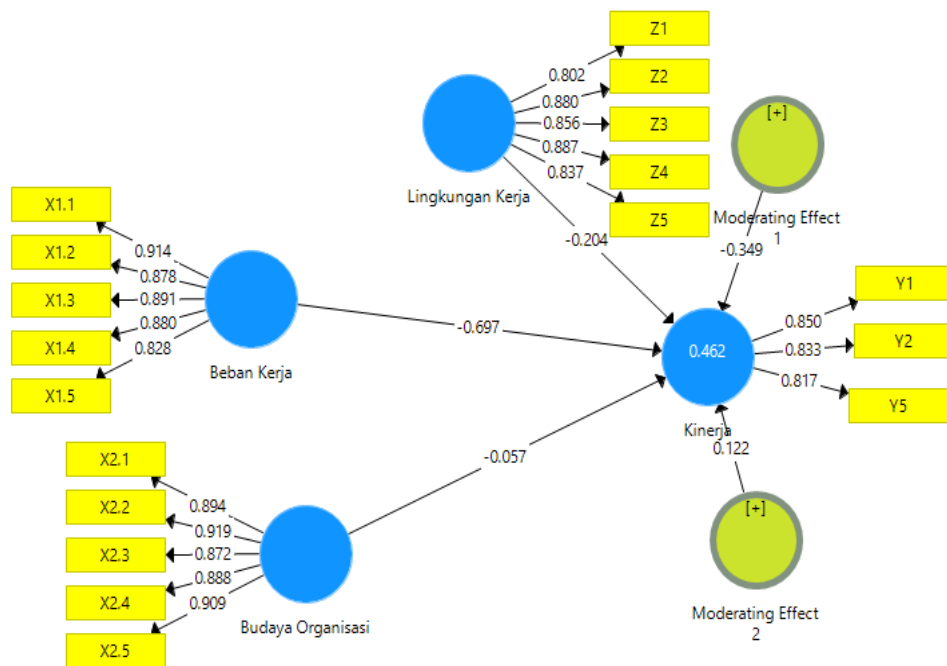 Z1
Z2
Z3
Z4
Z5
0.802
0.880
0.856
0.887
0.837
Lingkungan Kerja
[+]
Moderating Effect
1
-0.204
-0.349
X1.1
X1.2
X1.3
X1.4
X1.5
0.914
0.878
0.891
0.880
0.828
Beban Kerja
-0.697
0.462
Kinerja
0.850
0.833
0.817
Y1
Y2
Y5
-0.057
0.122
X2.1
X2.2
X2.3
X2.4
X2.5
0.894
0.919
0.872
0.888
0.909
Budaya Organisasi
[+]
Moderating Effect
2